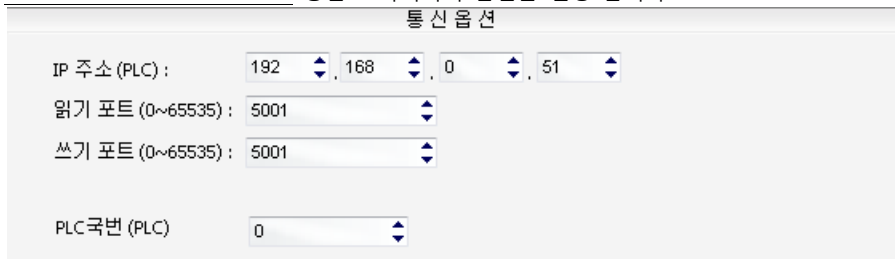 통 신 옵 션
IP 주소 (PLC) : 192 . 168 . 0 . 51
읽기 포트 (0~65535) : 5001
쓰기 포트 (0~65535) : 5001
PLC국번 (PLC) 0